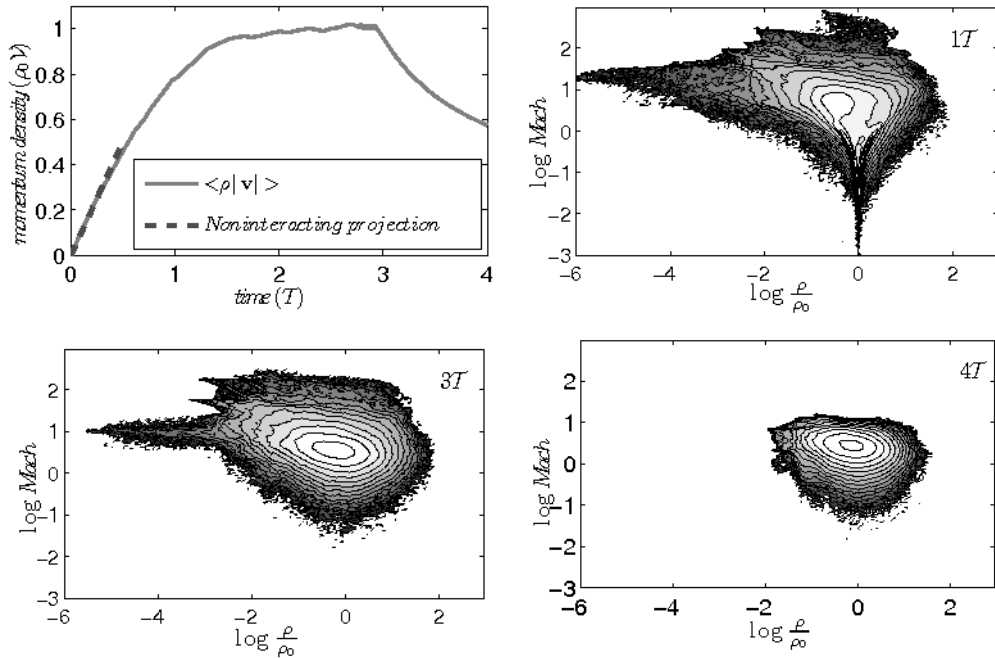 momentum density (ρ₀𝒱)
1
0.8
0.6
0.4
0.2
0
<ρ| v| >
Noninteracting projection
0 1 2 3 4
time (𝒯)
log Mach
2
1
0
−1
−2
−3
1𝒯
−6 −4 −2 0 2
log ρ/ρ₀
log Mach
2
1
0
−1
−2
−3
3𝒯
−6 −4 −2 0 2
log ρ/ρ₀
log Mach
2
1
0
−1
−2
−3
4𝒯
−6 −4 −2 0 2
log ρ/ρ₀